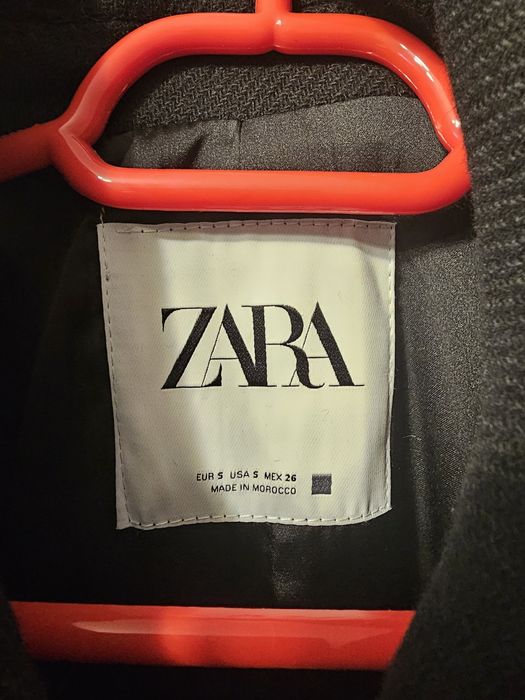 ZARA
EUR S USA S MEX 26
MADE IN MOROCCO